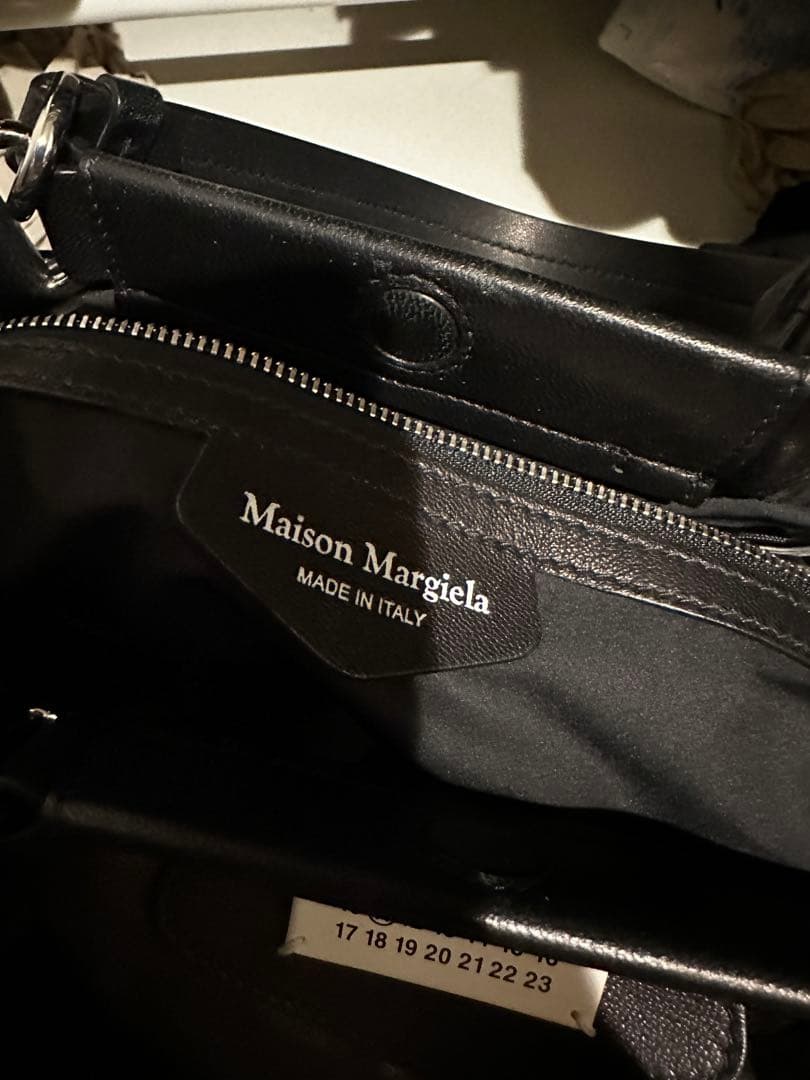 Maison Margiela
MADE IN ITALY
17 18 19 20 21 22 23